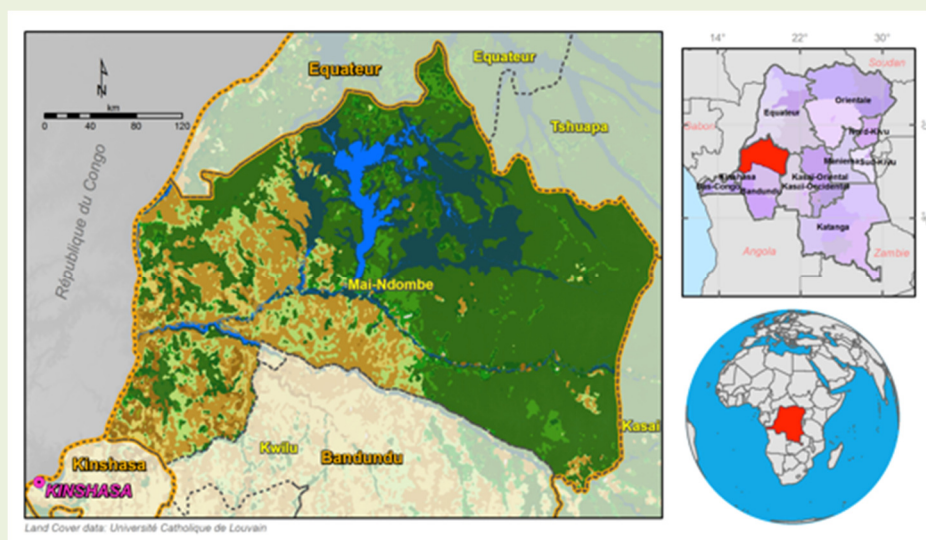 N
km
0 20 40 80 120
Equateur
Equateur
Tshuapa
République du Congo
Mai-Ndombe
Kwilu
Bandundu
Kasai
Kinshasa
KINSHASA
Land Cover data: Université Catholique de Louvain
14° 22° 30°
Soudan
Equateur
Orientale
Gabon
Nord-Kivu
Maniema
Sud-Kivu
Kinshasa
Bas-Congo
Bandundu
Kasai-Oriental
Kasai-Occidental
Katanga
Angola
Zambie